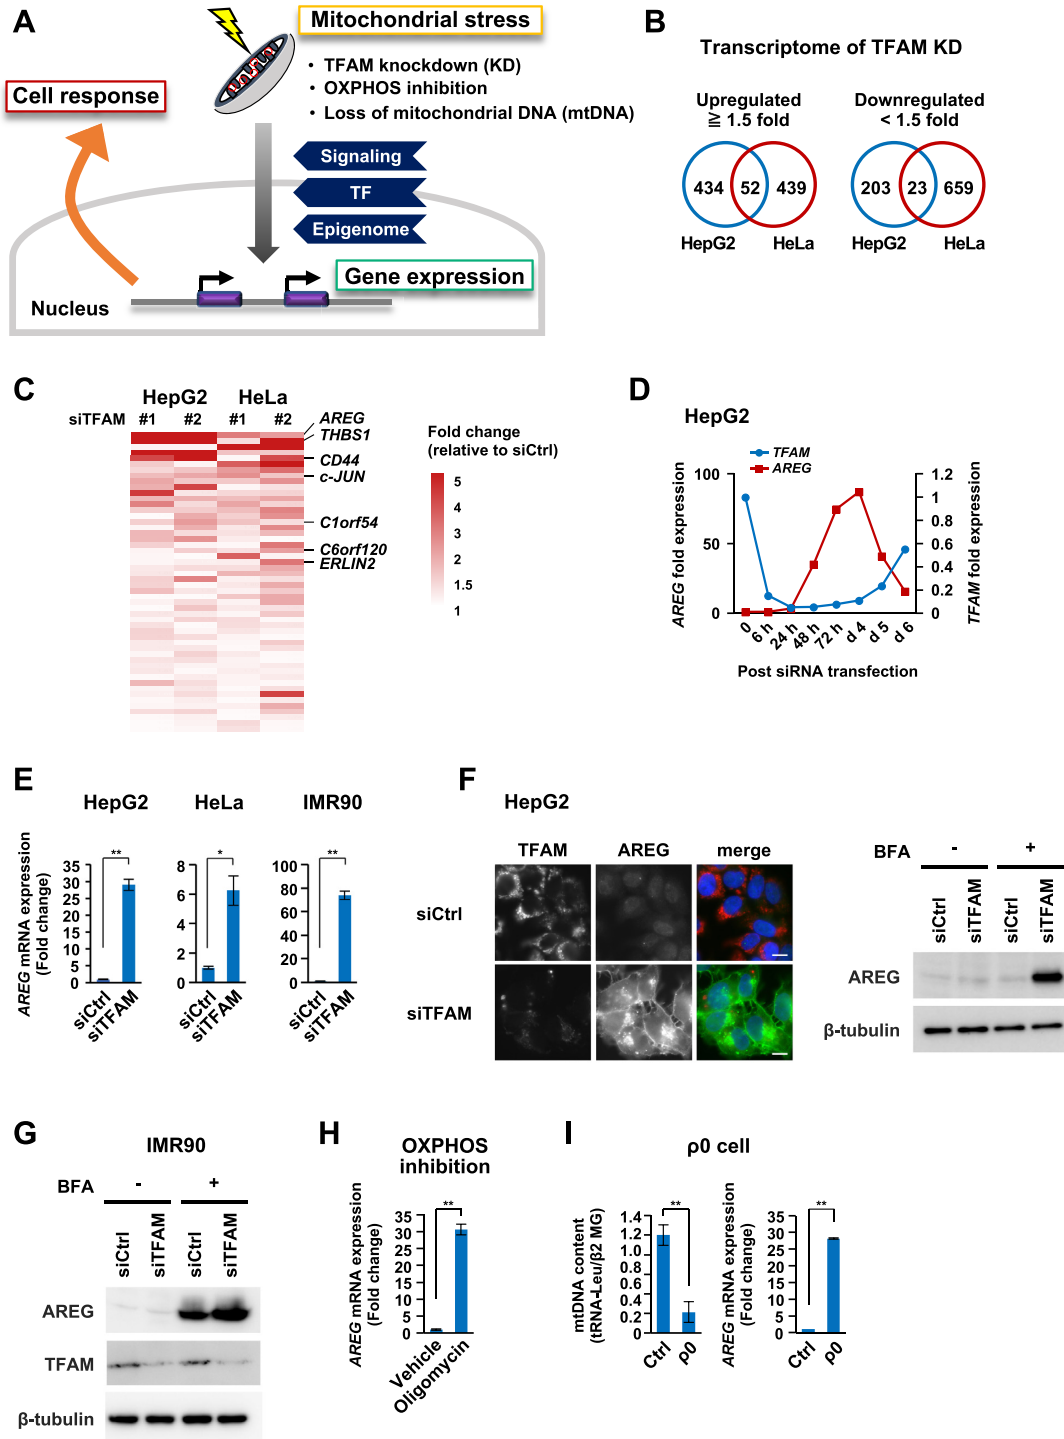 A
Mitochondrial stress
• TFAM knockdown (KD)
• OXPHOS inhibition
• Loss of mitochondrial DNA (mtDNA)
Cell response
Signaling
TF
Epigenome
Gene expression
Nucleus
B
Transcriptome of TFAM KD
Upregulated
≧ 1.5 fold
Downregulated
< 1.5 fold
434 52 439
203 23 659
HepG2 HeLa
HepG2 HeLa
C
HepG2 HeLa
siTFAM #1 #2 #1 #2
AREG
THBS1
CD44
c-JUN
C1orf54
C6orf120
ERLIN2
Fold change
(relative to siCtrl)
5
4
3
2
1.5
1
D
HepG2
TFAM
AREG
AREG fold expression
100
50
0
1.2
1
0.8
0.6
0.4
0.2
0
TFAM fold expression
0 6 h 24 h 48 h 72 h d 4 d 5 d 6
Post siRNA transfection
E
HepG2 HeLa IMR90
AREG mRNA expression
(Fold change)
35
30
25
20
15
10
5
0
**
siCtrl
siTFAM
8
6
4
2
0
*
siCtrl
siTFAM
100
80
60
40
20
0
**
siCtrl
siTFAM
F
HepG2
TFAM AREG merge
siCtrl
siTFAM
BFA - +
siCtrl siTFAM siCtrl siTFAM
AREG
β-tubulin
G
IMR90
BFA - +
siCtrl siTFAM siCtrl siTFAM
AREG
TFAM
β-tubulin
H
OXPHOS
inhibition
AREG mRNA expression
(Fold change)
**
35
30
25
20
15
10
5
0
Vehicle
Oligomycin
I
ρ0 cell
mtDNA content
(tRNA-Leu/β2 MG)
**
1.4
1.2
1.0
0.8
0.6
0.4
0.2
0
Ctrl
ρ0
AREG mRNA expression
(Fold change)
**
35
30
25
20
15
10
5
0
Ctrl
ρ0